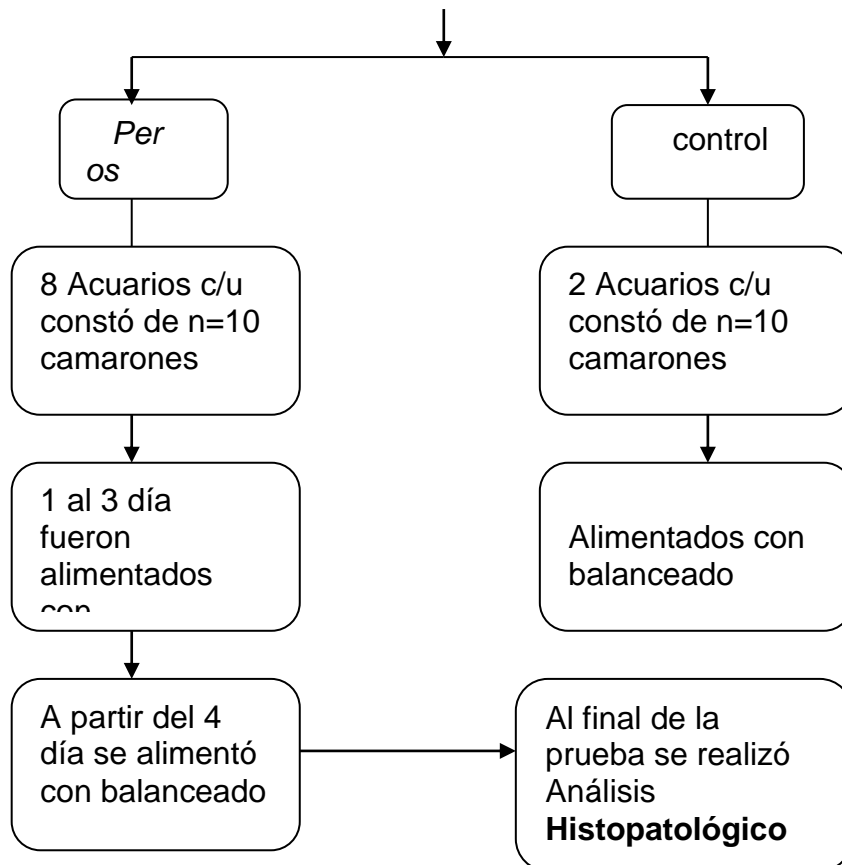 Per
os
control
8 Acuarios c/u
constó de n=10
camarones
2 Acuarios c/u
constó de n=10
camarones
1 al 3 día
fueron
alimentados
con
Alimentados con
balanceado
A partir del 4
día se alimentó
con balanceado
Al final de la
prueba se realizó
Análisis
Histopatológico